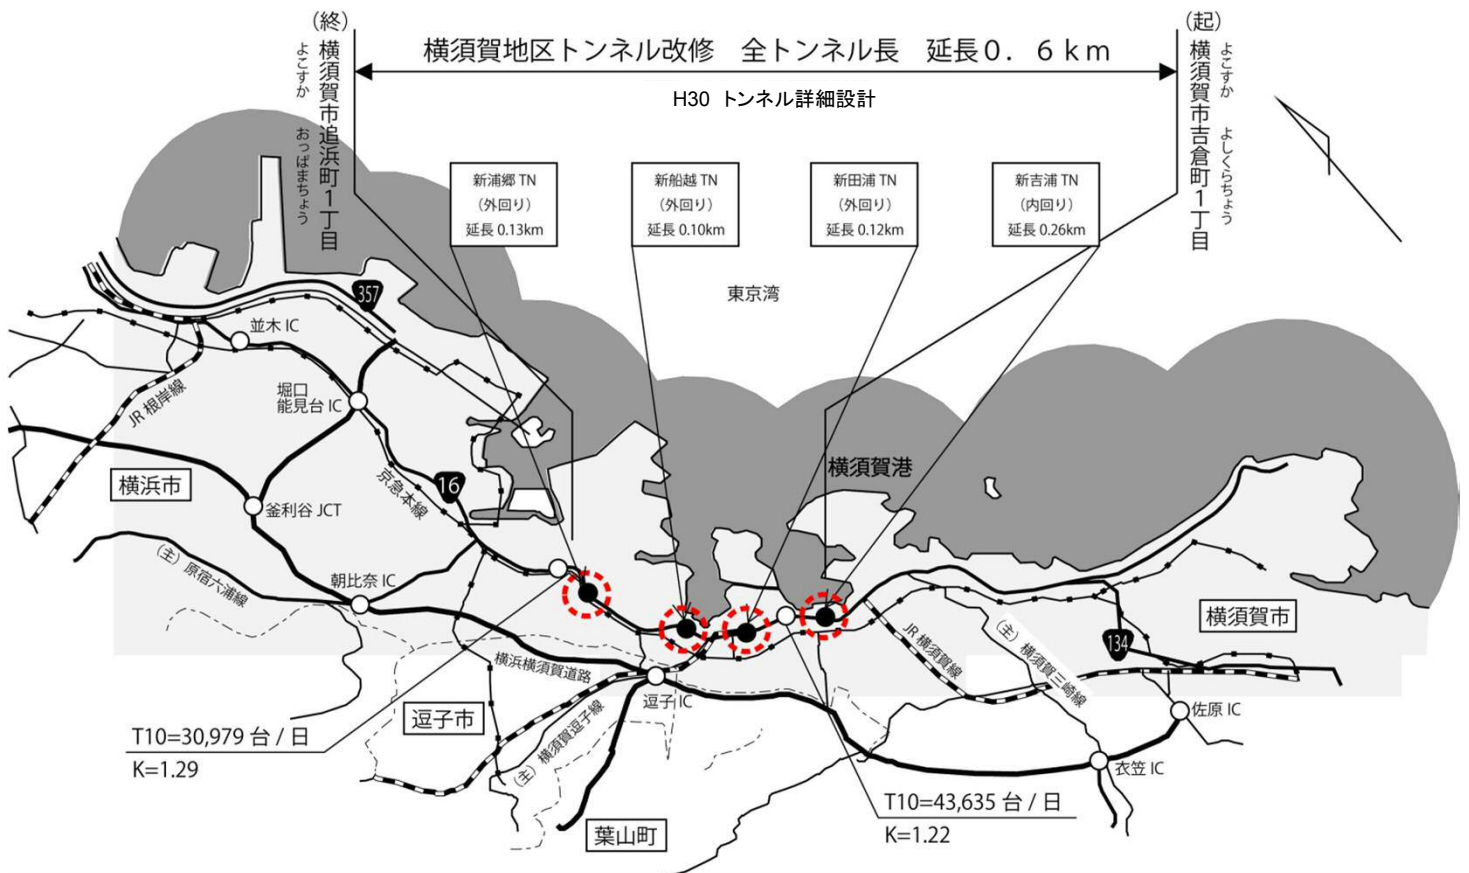 (終)
横須賀市追浜町1丁目
よこすか
おっぱまちょう
横須賀地区トンネル改修　全トンネル長　延長０．６ｋｍ
H30 トンネル詳細設計
(起)
横須賀市吉倉町1丁目
よこすか
よしくらちょう
新浦郷 TN
(外回り)
延長 0.13km
新船越 TN
(外回り)
延長 0.10km
新田浦 TN
(外回り)
延長 0.12km
新吉浦 TN
(内回り)
延長 0.26km
東京湾
357
並木 IC
JR 根岸線
堀口
能見台 IC
横浜市
16
京急本線
釜利谷 JCT
横須賀港
(主) 原宿六浦線
朝比奈 IC
横浜横須賀道路
逗子市
(主) 横須賀逗子線
逗子 IC
JR 横須賀線
(主) 横須賀三崎線
134
横須賀市
佐原 IC
衣笠 IC
T10=30,979 台 / 日
K=1.29
T10=43,635 台 / 日
K=1.22
葉山町